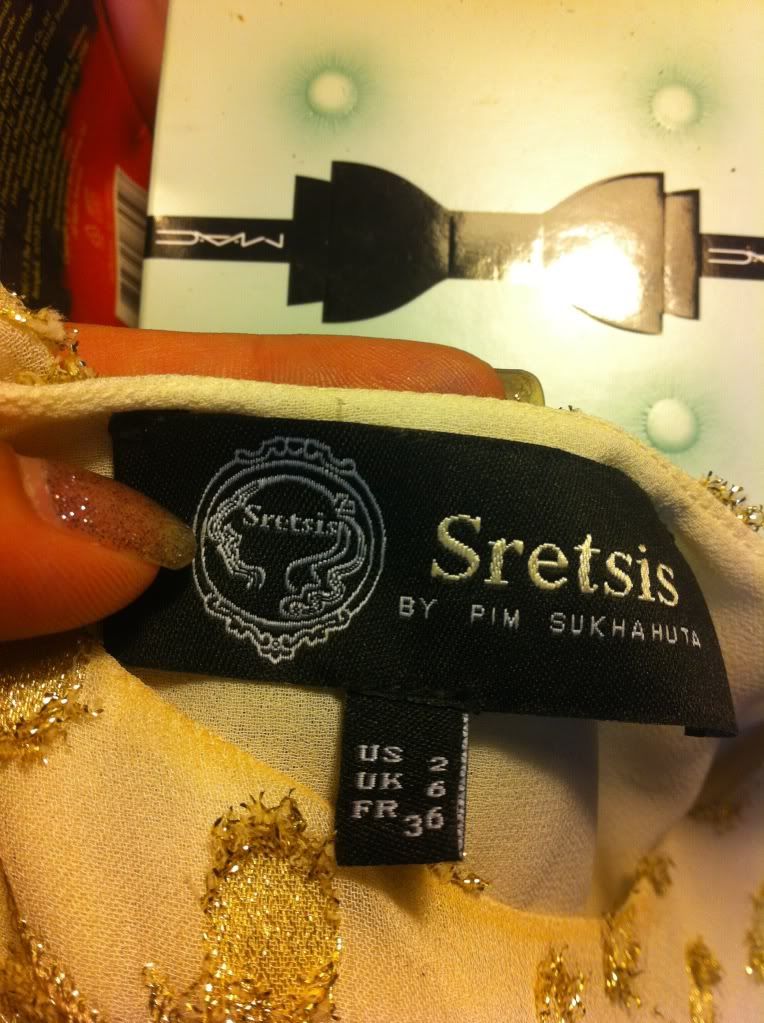 M·A·C
Sretsis
Sretsis
BY PIM SUKHAHUTA
US 2
UK 6
FR 36